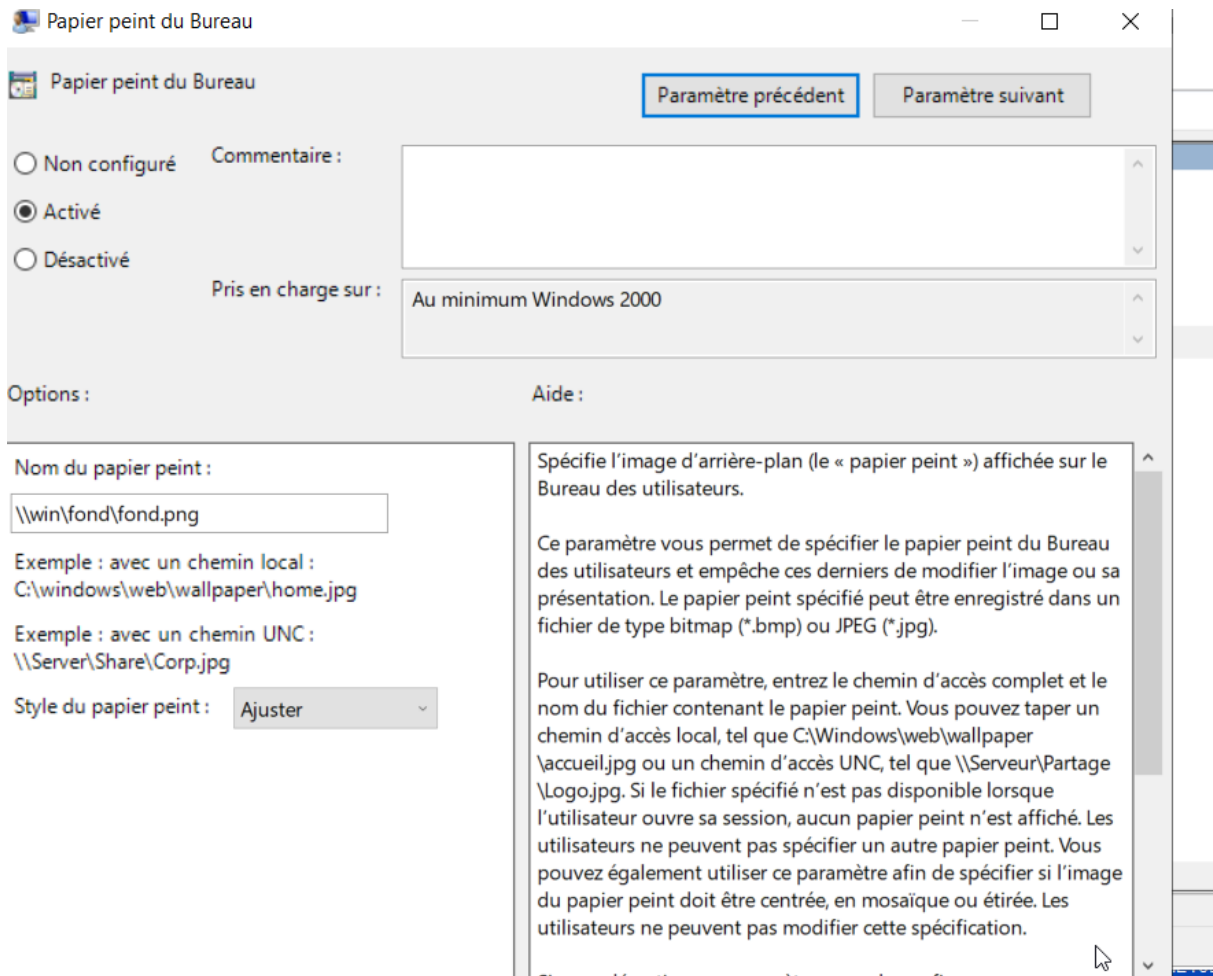 Papier peint du Bureau
Papier peint du Bureau
Paramètre précédent
Paramètre suivant
Non configuré
Commentaire :
Activé
Désactivé
Pris en charge sur :
Au minimum Windows 2000
Options :
Aide :
Nom du papier peint :
\\win\fond\fond.png
Exemple : avec un chemin local :
C:\windows\web\wallpaper\home.jpg
Exemple : avec un chemin UNC :
\\Server\Share\Corp.jpg
Style du papier peint :
Ajuster
Spécifie l'image d'arrière-plan (le « papier peint ») affichée sur le
Bureau des utilisateurs.
Ce paramètre vous permet de spécifier le papier peint du Bureau
des utilisateurs et empêche ces derniers de modifier l'image ou sa
présentation. Le papier peint spécifié peut être enregistré dans un
fichier de type bitmap (*.bmp) ou JPEG (*.jpg).
Pour utiliser ce paramètre, entrez le chemin d'accès complet et le
nom du fichier contenant le papier peint. Vous pouvez taper un
chemin d'accès local, tel que C:\Windows\web\wallpaper
\accueil.jpg ou un chemin d'accès UNC, tel que \\Serveur\Partage
\Logo.jpg. Si le fichier spécifié n'est pas disponible lorsque
l'utilisateur ouvre sa session, aucun papier peint n'est affiché. Les
utilisateurs ne peuvent pas spécifier un autre papier peint. Vous
pouvez également utiliser ce paramètre afin de spécifier si l'image
du papier peint doit être centrée, en mosaïque ou étirée. Les
utilisateurs ne peuvent pas modifier cette spécification.